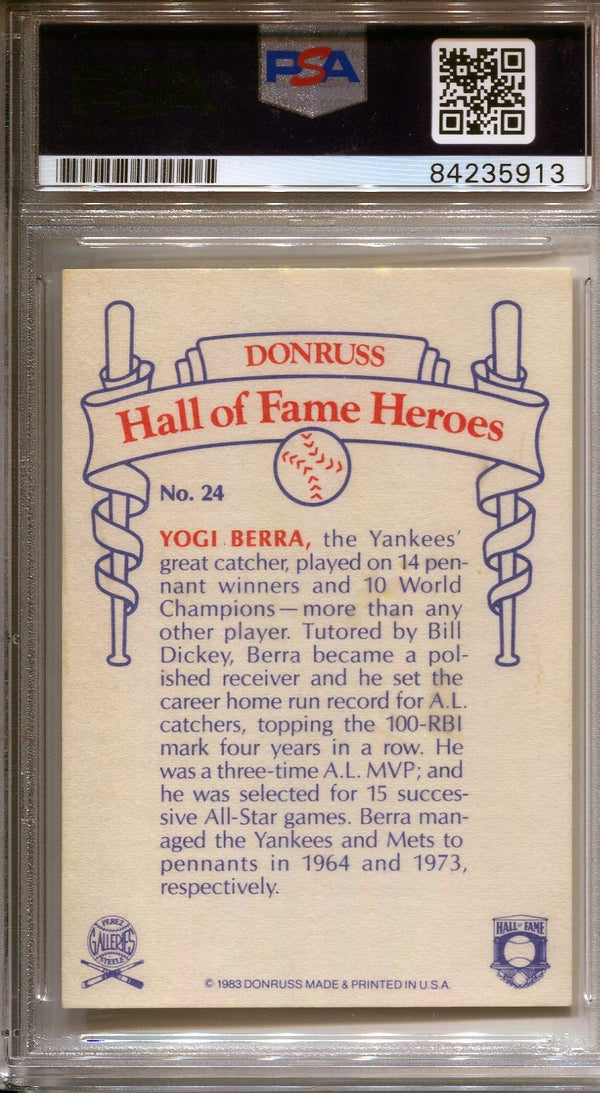 PSA
84235913
DONRUSS
Hall of Fame Heroes
No. 24
YOGI BERRA, the Yankees'
great catcher, played on 14 pen-
nant winners and 10 World
Champions—more than any
other player. Tutored by Bill
Dickey, Berra became a pol-
ished receiver and he set the
career home run record for A.L.
catchers, topping the 100-RBI
mark four years in a row. He
was a three-time A.L. MVP; and
he was selected for 15 succes-
sive All-Star games. Berra man-
aged the Yankees and Mets to
pennants in 1964 and 1973,
respectively.
PEREZ
GALLERIES
STEELE
HALL OF FAME
© 1983 DONRUSS MADE & PRINTED IN U.S.A.